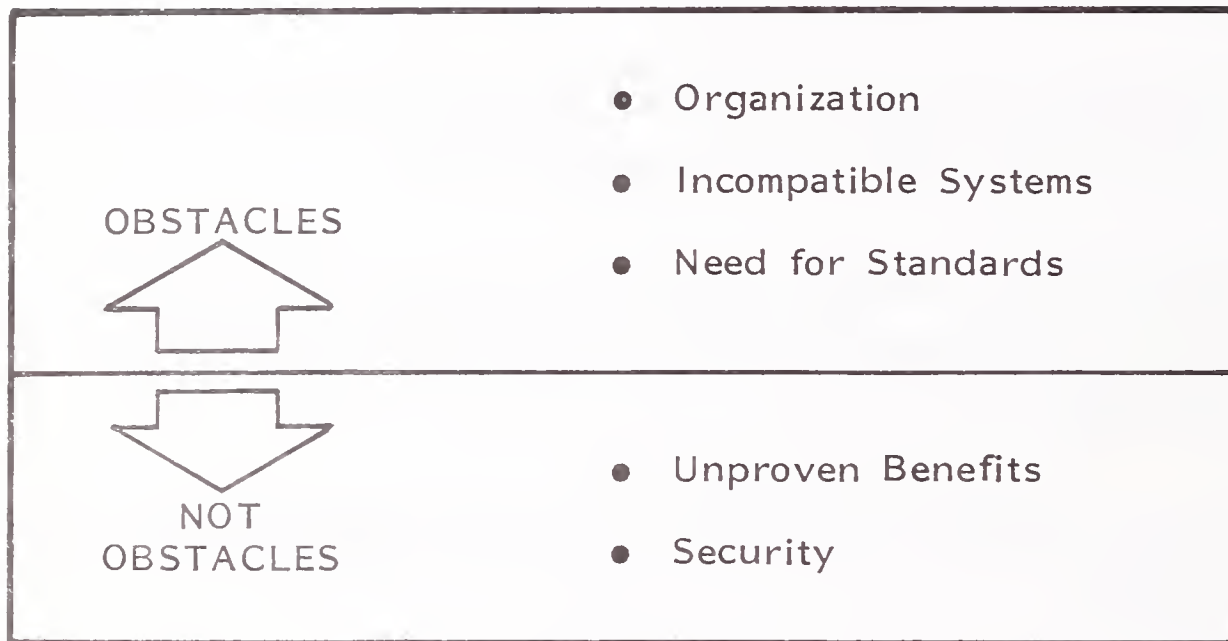 OBSTACLES
• Organization
• Incompatible Systems
• Need for Standards
NOT
OBSTACLES
• Unproven Benefits
• Security